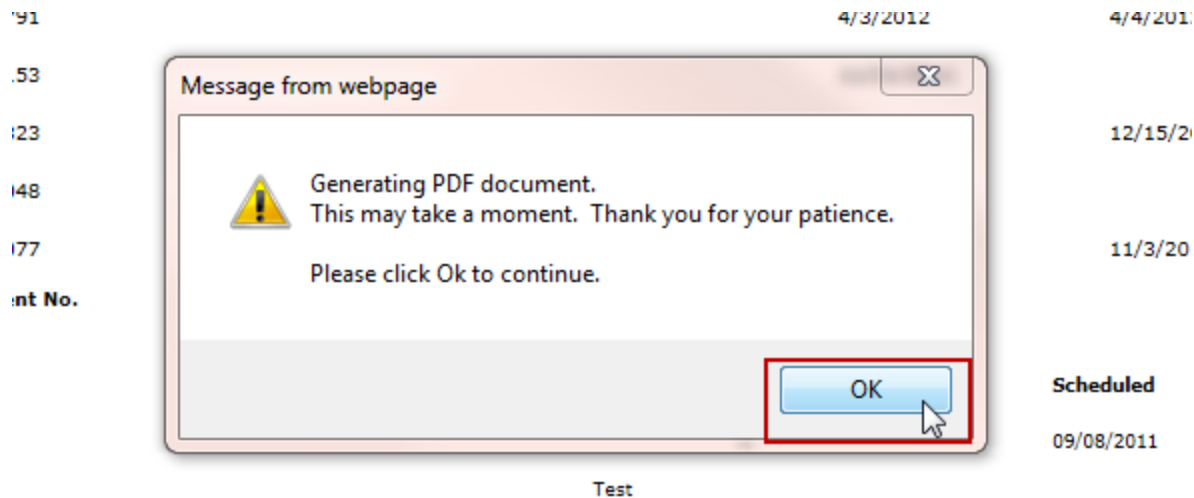 4/3/2012
Message from webpage
Generating PDF document.
This may take a moment.  Thank you for your patience.
Please click Ok to continue.
OK
No.
Scheduled
09/08/2011
Test